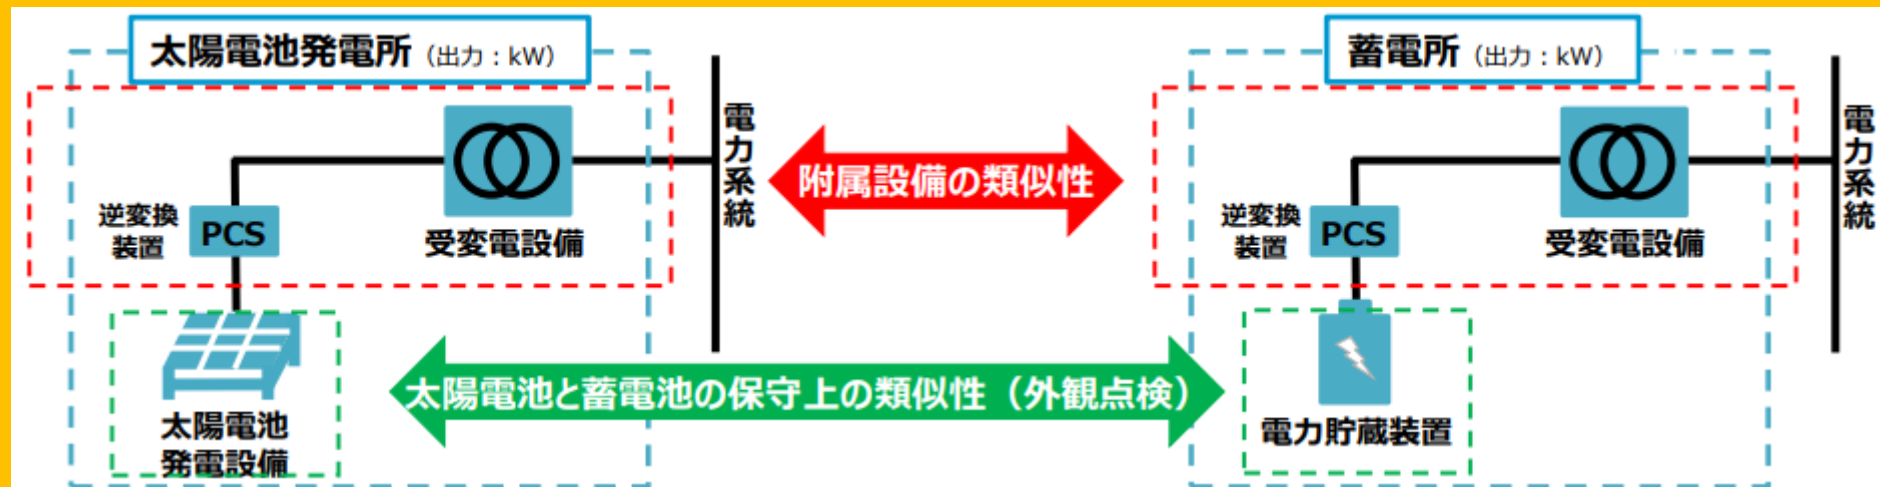 太陽電池発電所（出力：kW）
電力系統
逆変換
装置
PCS
受変電設備
太陽電池
発電設備
附属設備の類似性
太陽電池と蓄電池の保守上の類似性（外観点検）
蓄電所（出力：kW）
電力系統
逆変換
装置
PCS
受変電設備
電力貯蔵装置